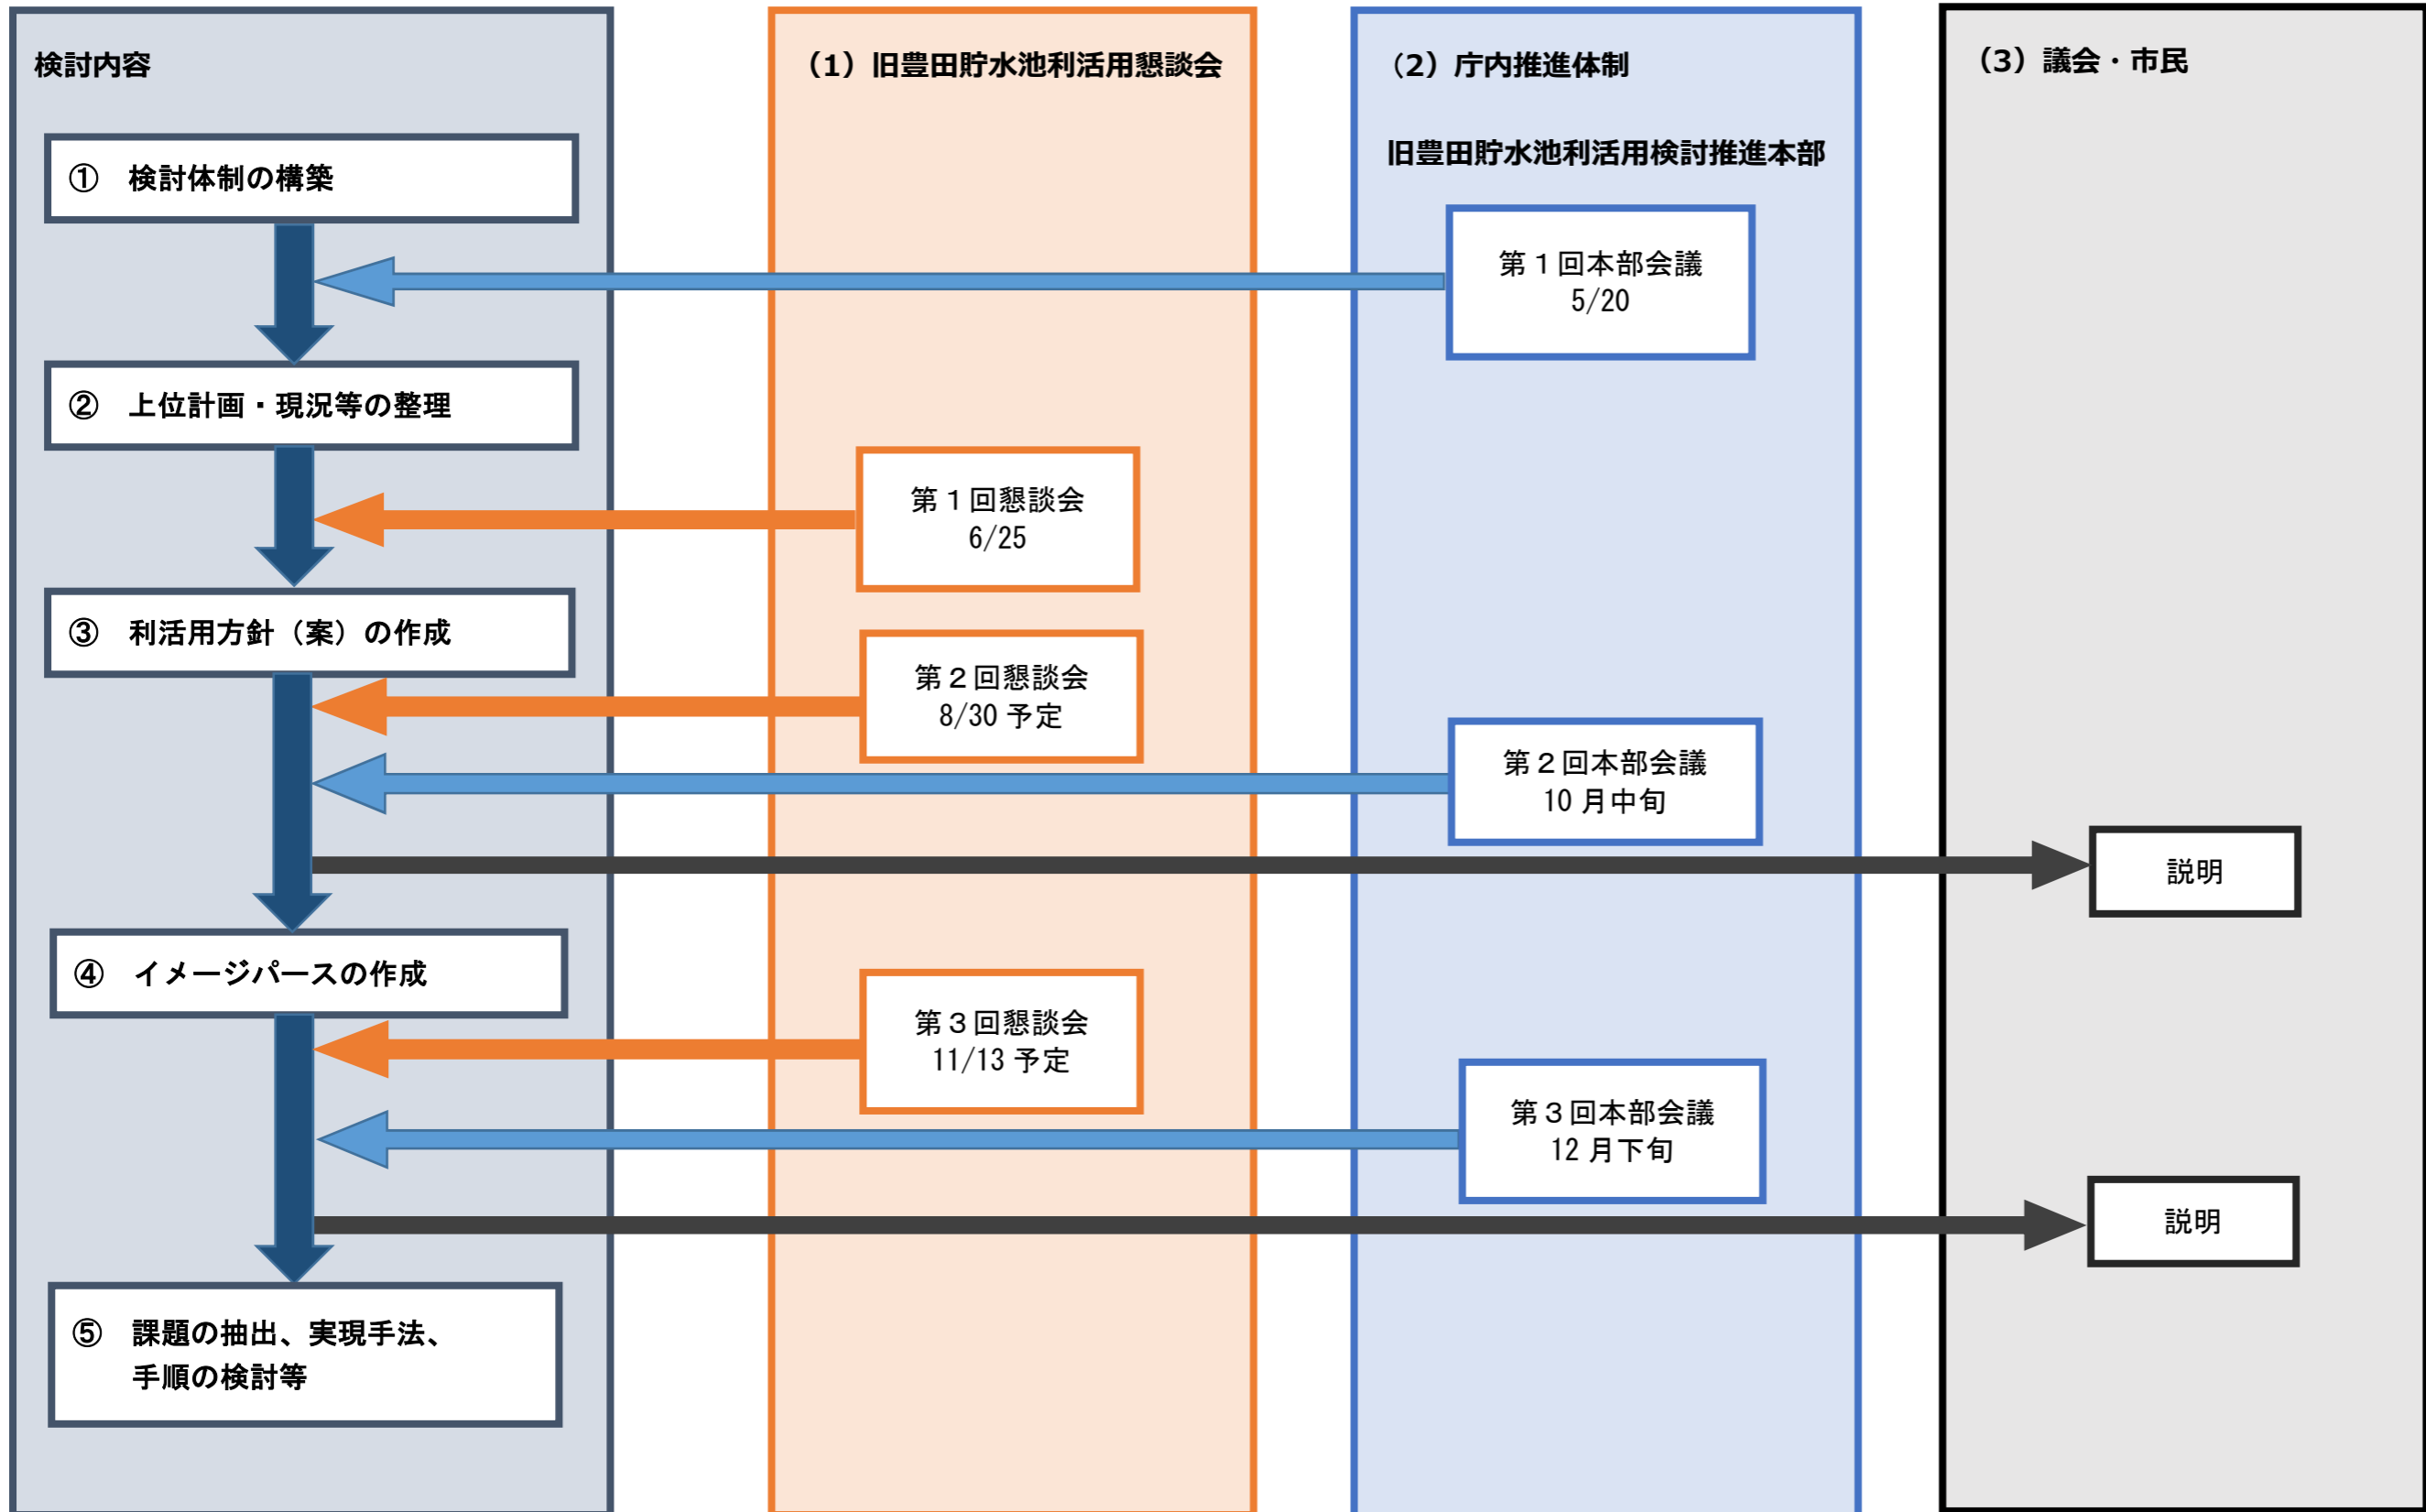 検討内容
① 検討体制の構築
② 上位計画・現況等の整理
③ 利活用方針（案）の作成
④ イメージパースの作成
⑤ 課題の抽出、実現手法、
手順の検討等
（1）旧豊田貯水池利活用懇談会
第１回懇談会
6/25
第２回懇談会
8/30 予定
第３回懇談会
11/13 予定
（2）庁内推進体制
旧豊田貯水池利活用検討推進本部
第１回本部会議
5/20
第２回本部会議
10 月中旬
第３回本部会議
12 月下旬
（3）議会・市民
説明
説明